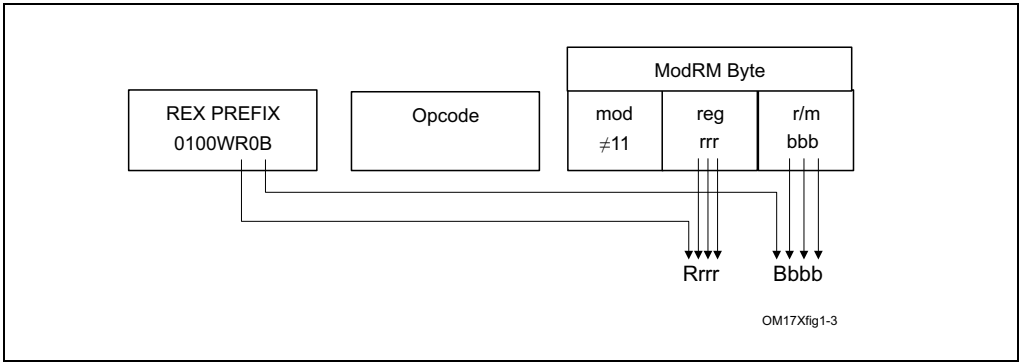 ModRM Byte
REX PREFIX
0100WR0B
Opcode
mod
≠11
reg
rrr
r/m
bbb
Rrrr
Bbbb
OM17Xfig1-3